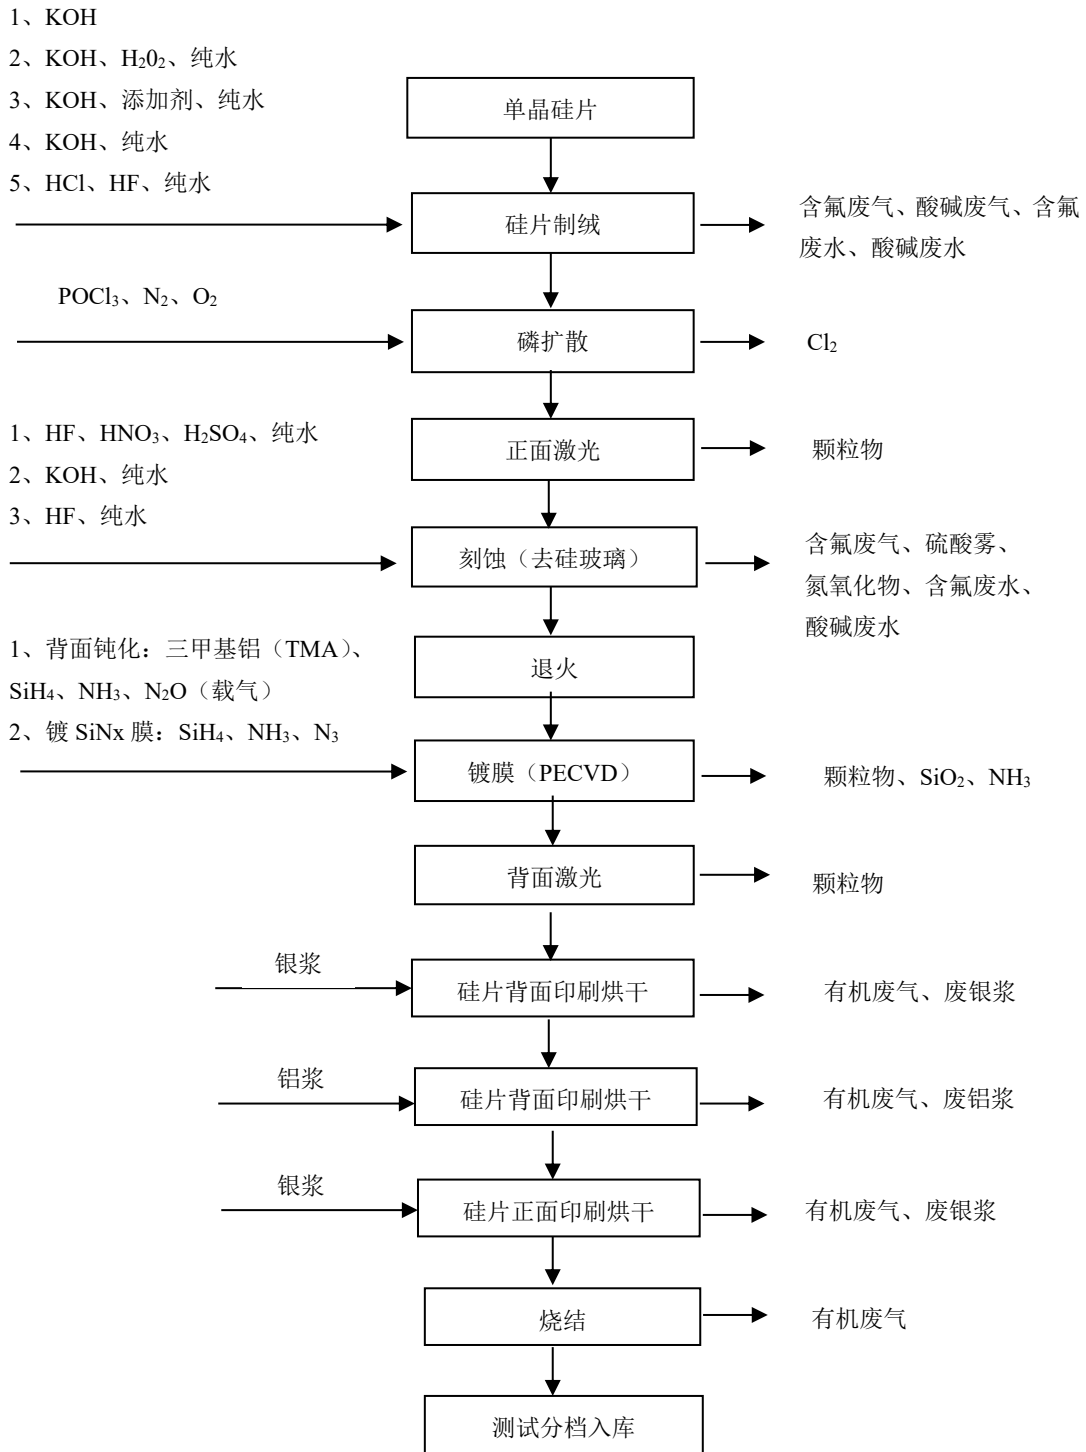 1、KOH
2、KOH、H₂0₂、纯水
3、KOH、添加剂、纯水
4、KOH、纯水
5、HCl、HF、纯水
单晶硅片
硅片制绒
含氟废气、酸碱废气、含氟
废水、酸碱废水
POCl₃、N₂、O₂
磷扩散
Cl₂
1、HF、HNO₃、H₂SO₄、纯水
2、KOH、纯水
3、HF、纯水
正面激光
颗粒物
刻蚀（去硅玻璃）
含氟废气、硫酸雾、
氮氧化物、含氟废水、
酸碱废水
1、背面钝化：三甲基铝（TMA）、
SiH₄、NH₃、N₂O（载气）
2、镀 SiNx 膜：SiH₄、NH₃、N₃
退火
镀膜（PECVD）
颗粒物、SiO₂、NH₃
背面激光
颗粒物
银浆
硅片背面印刷烘干
有机废气、废银浆
铝浆
硅片背面印刷烘干
有机废气、废铝浆
银浆
硅片正面印刷烘干
有机废气、废银浆
烧结
有机废气
测试分档入库